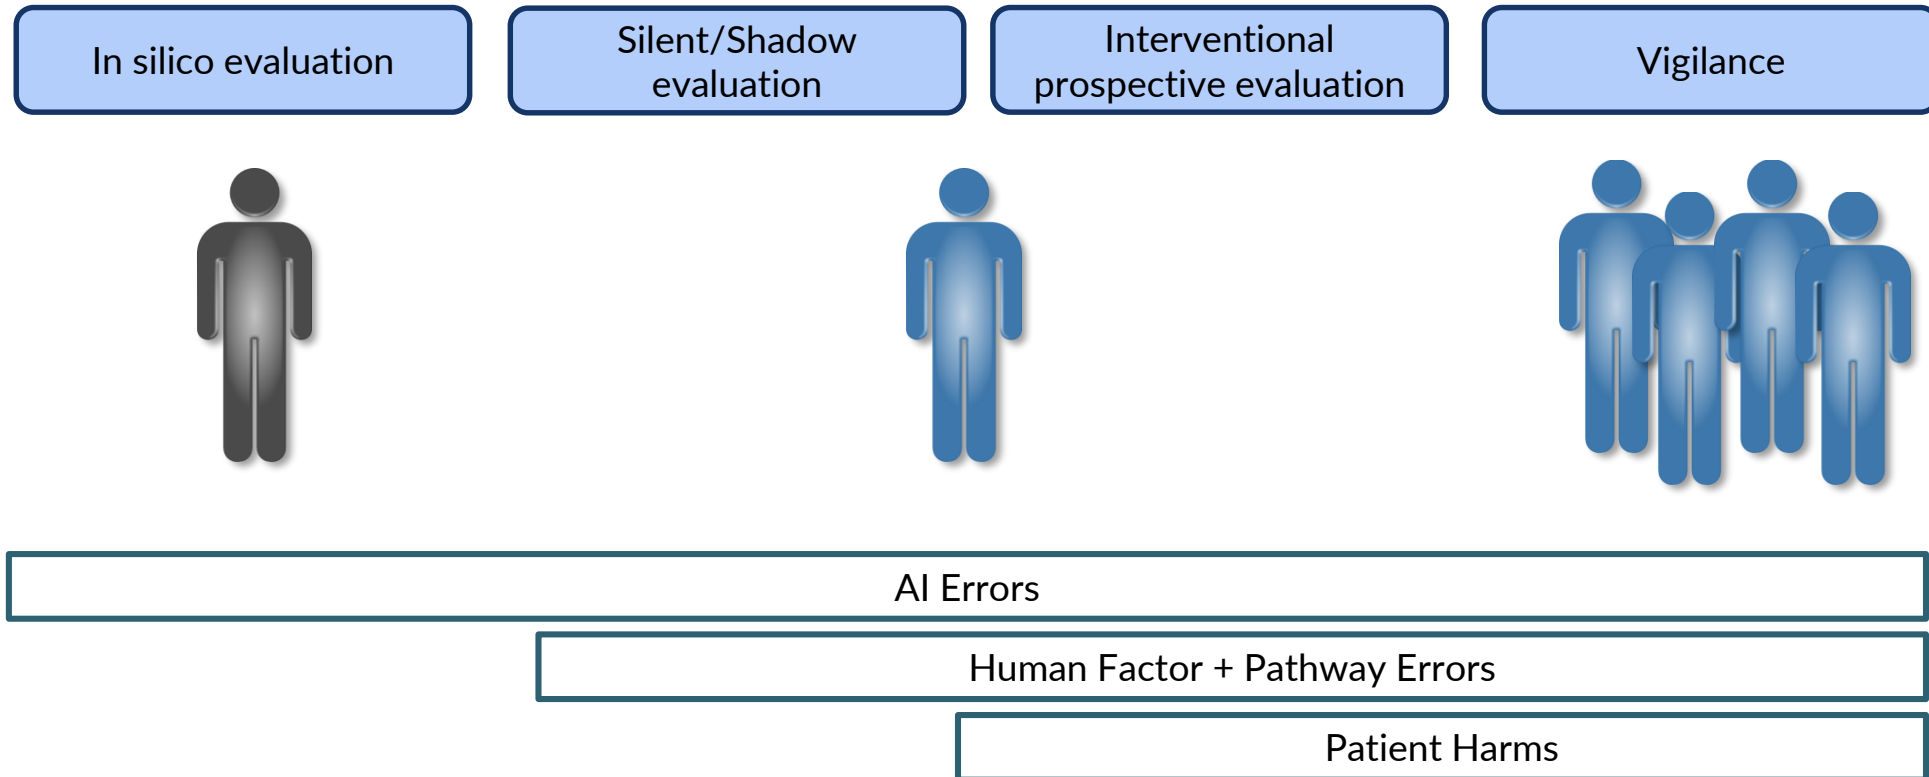 In silico evaluation
Silent/Shadow
evaluation
Interventional
prospective evaluation
Vigilance
AI Errors
Human Factor + Pathway Errors
Patient Harms